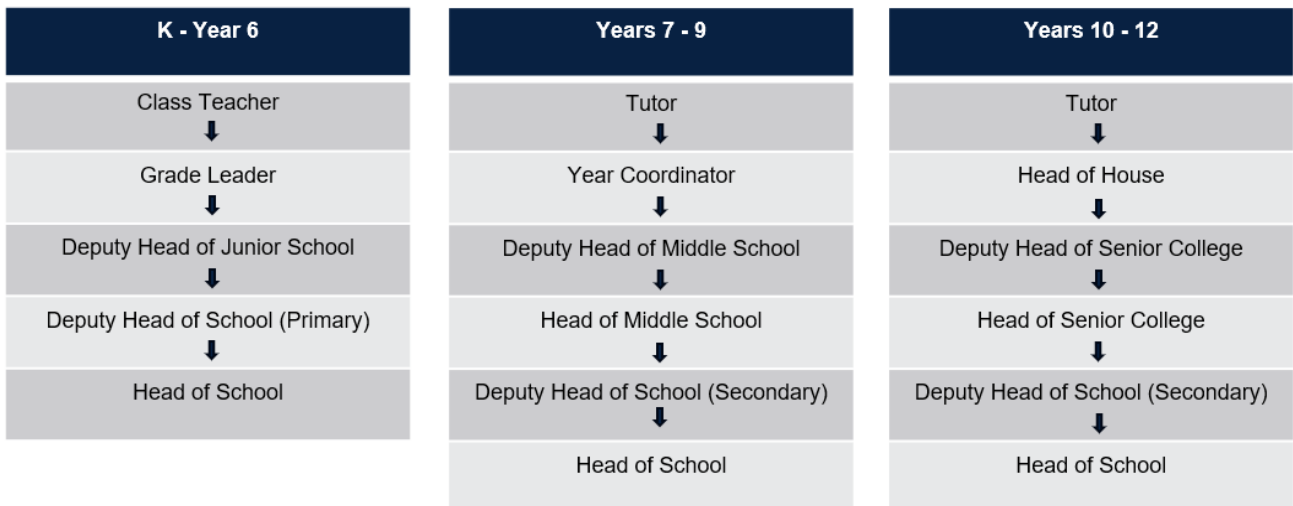 K - Year 6
Class Teacher
Grade Leader
Deputy Head of Junior School
Deputy Head of School (Primary)
Head of School
Years 7 - 9
Tutor
Year Coordinator
Deputy Head of Middle School
Head of Middle School
Deputy Head of School (Secondary)
Head of School
Years 10 - 12
Tutor
Head of House
Deputy Head of Senior College
Head of Senior College
Deputy Head of School (Secondary)
Head of School